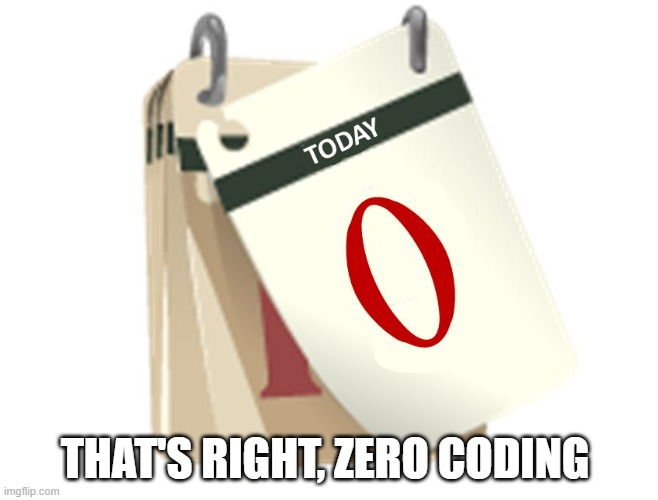 TODAY
0
THAT'S RIGHT, ZERO CODING
imgflip.com